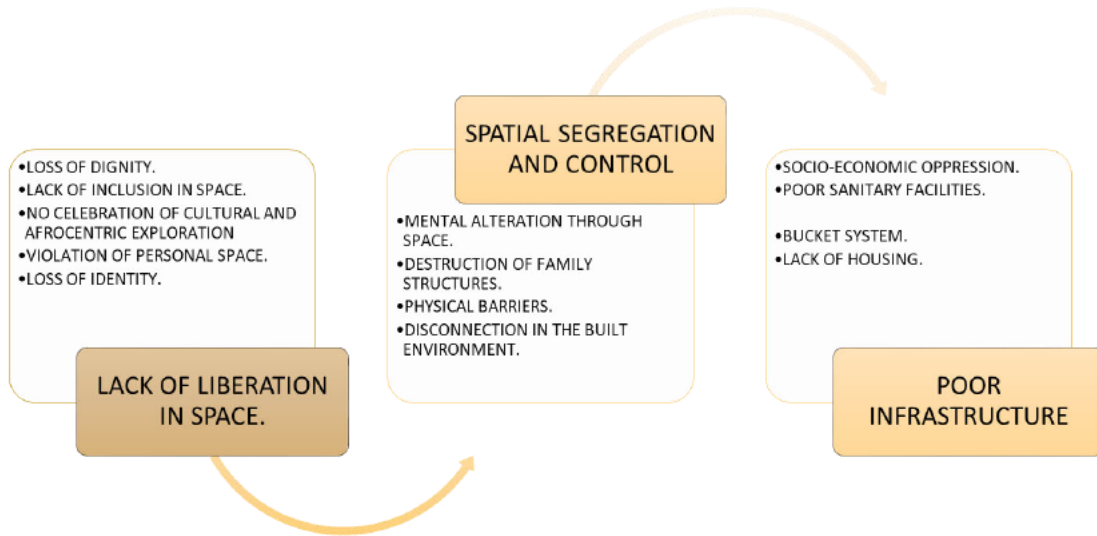 •LOSS OF DIGNITY.
•LACK OF INCLUSION IN SPACE.
•NO CELEBRATION OF CULTURAL AND
AFROCENTRIC EXPLORATION
•VIOLATION OF PERSONAL SPACE.
•LOSS OF IDENTITY.
LACK OF LIBERATION
IN SPACE.
SPATIAL SEGREGATION
AND CONTROL
•MENTAL ALTERATION THROUGH
SPACE.
•DESTRUCTION OF FAMILY
STRUCTURES.
•PHYSICAL BARRIERS.
•DISCONNECTION IN THE BUILT
ENVIRONMENT.
•SOCIO-ECONOMIC OPPRESSION.
•POOR SANITARY FACILITIES.
•BUCKET SYSTEM.
•LACK OF HOUSING.
POOR
INFRASTRUCTURE